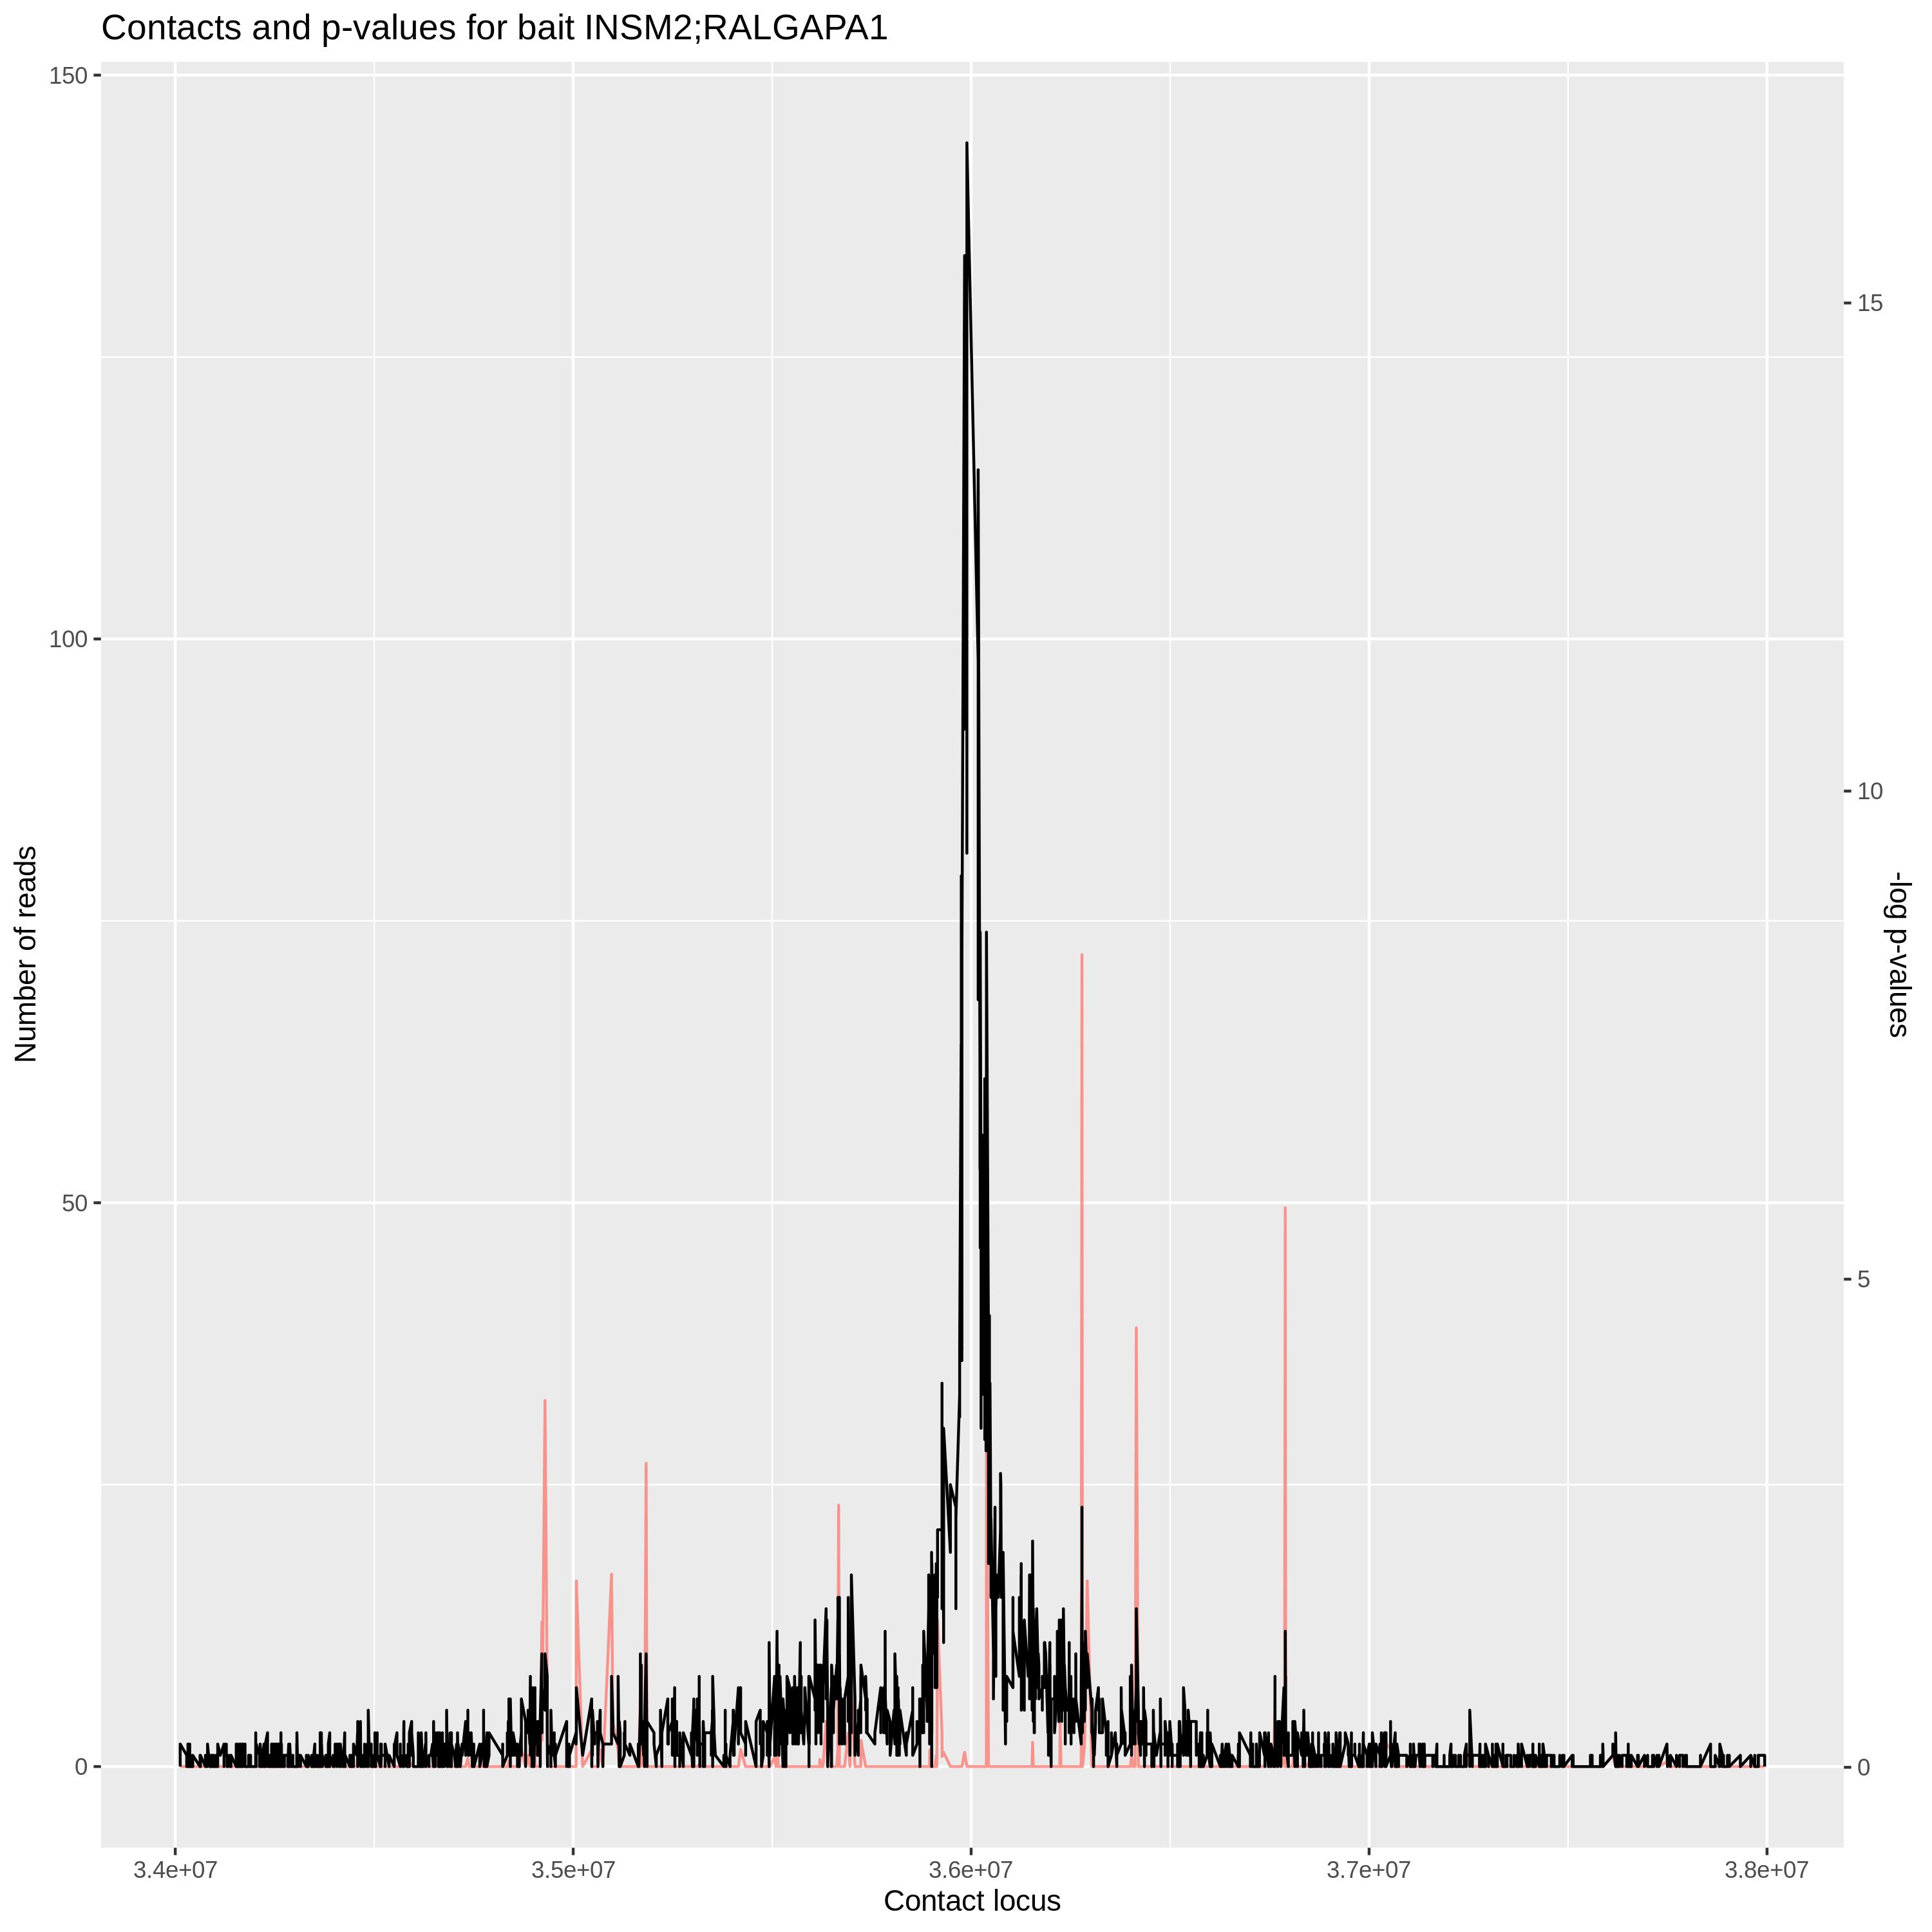 Contacts and p-values for bait INSM2;RALGAPA1
150
100
50
0
Number of reads
15
10
5
0
-log p-values
3.4e+07
3.5e+07
3.6e+07
3.7e+07
3.8e+07
Contact locus